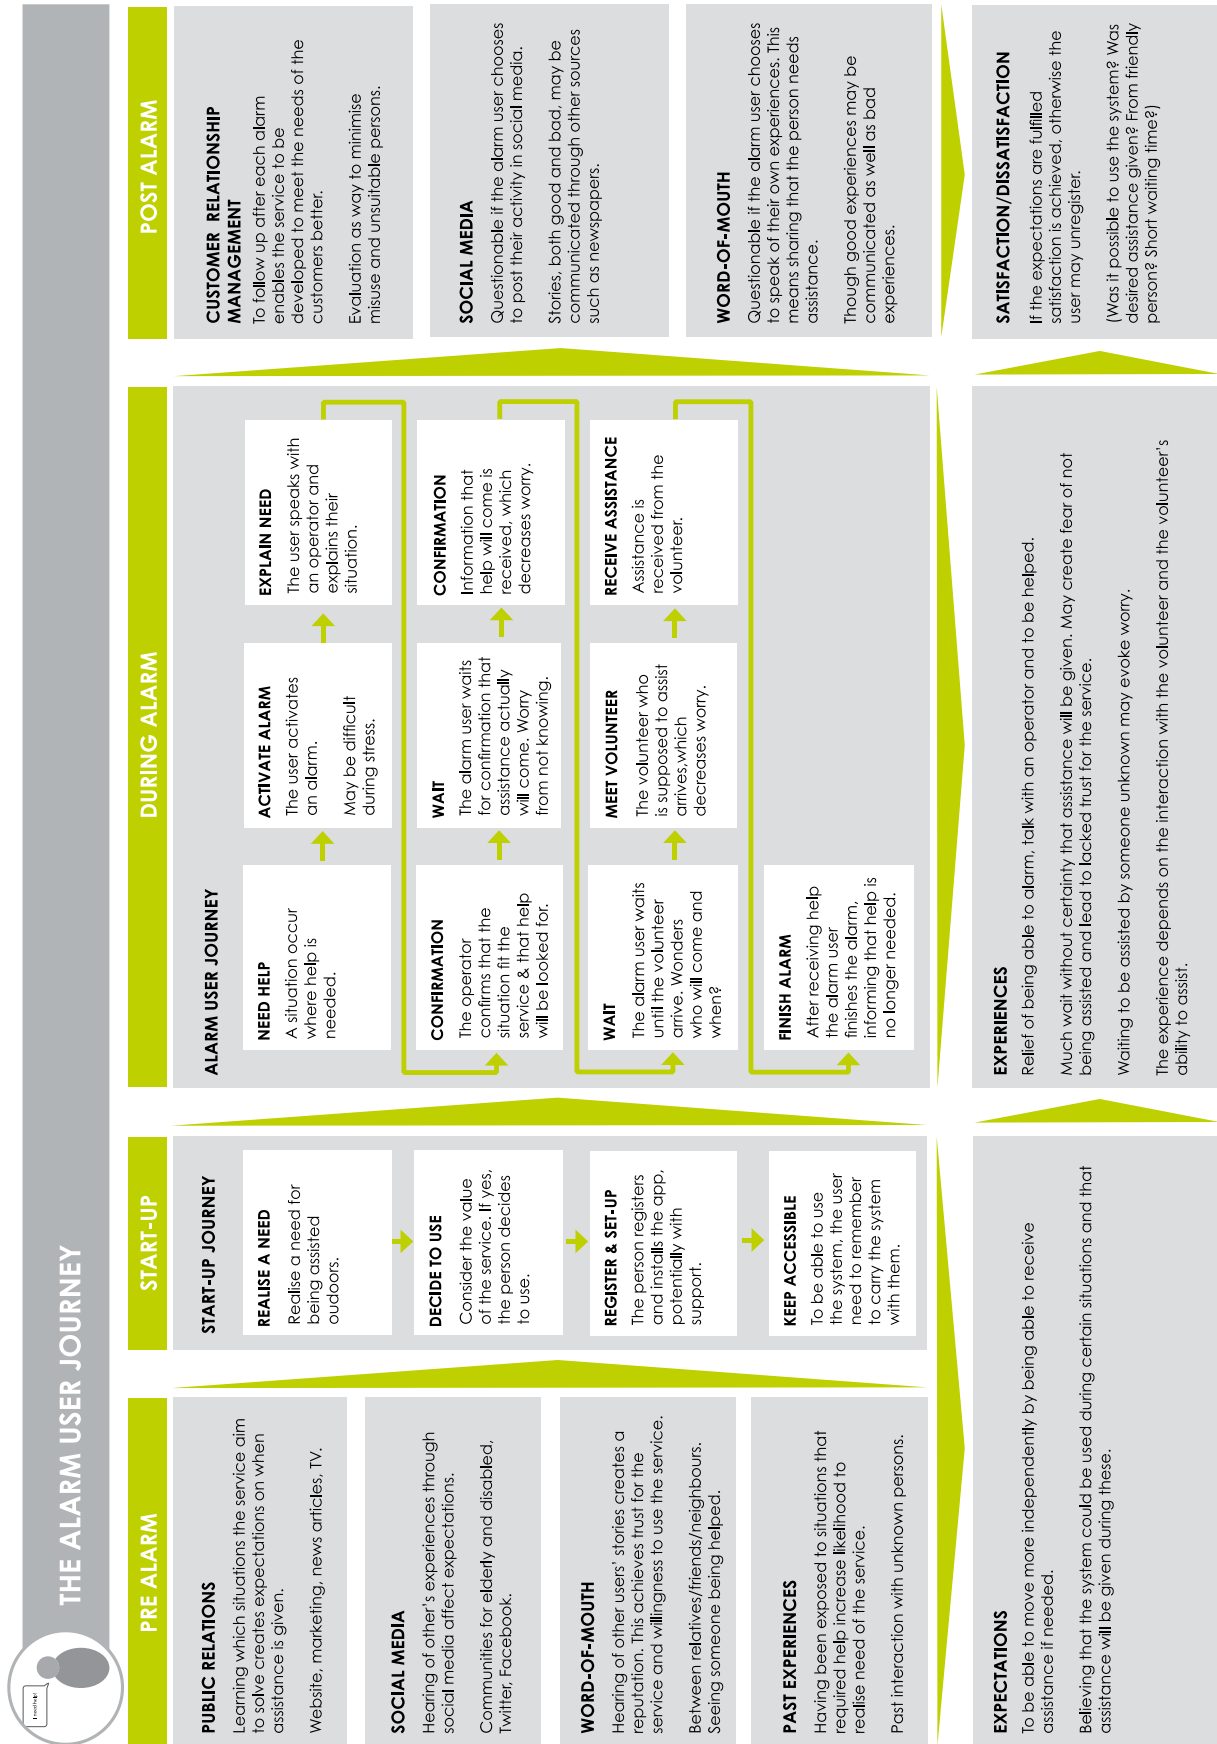 I need help!
THE ALARM USER JOURNEY
PRE ALARM
PUBLIC RELATIONS
Learning which situations the service aim
to solve creates expectations on when
assistance is given.
Website, marketing, news articles, TV.
SOCIAL MEDIA
Hearing of other's experiences through
social media affect expectations.
Communities for elderly and disabled,
Twitter, Facebook.
WORD-OF-MOUTH
Hearing of other users' stories creates a
reputation. This achieves trust for the
service and willingness to use the service.
Between relatives/friends/neighbours.
Seeing someone being helped.
PAST EXPERIENCES
Having been exposed to situations that
required help increase likelihood to
realise need of the service.
Past interaction with unknown persons.
START-UP
START-UP JOURNEY
REALISE A NEED
Realise a need for
being assisted
oudoors.
DECIDE TO USE
Consider the value
of the service. If yes,
the person decides
to use.
REGISTER & SET-UP
The person registers
and installs the app,
potentially with
support.
KEEP ACCESSIBLE
To be able to use
the system, the user
need to remember
to carry the system
with them.
EXPECTATIONS
To be able to move more independently by being able to receive
assistance if needed.
Believing that the system could be used during certain situations and that
assistance will be given during these.
DURING ALARM
ALARM USER JOURNEY
NEED HELP
A situation occur
where help is
needed.
ACTIVATE ALARM
The user activates
an alarm.
May be difficult
during stress.
EXPLAIN NEED
The user speaks with
an operator and
explains their
situation.
CONFIRMATION
The operator
confirms that the
situation fit the
service & that help
will be looked for.
WAIT
The alarm user waits
for confirmation that
assistance actually
will come. Worry
from not knowing.
CONFIRMATION
Information that
help will come is
received, which
decreases worry.
WAIT
The alarm user waits
until the volunteer
arrive. Wonders
who will come and
when?
MEET VOLUNTEER
The volunteer who
is supposed to assist
arrives,which
decreases worry.
RECEIVE ASSISTANCE
Assistance is
received from the
volunteer.
FINISH ALARM
After receiving help
the alarm user
finishes the alarm,
informing that help is
no longer needed.
EXPERIENCES
Relief of being able to alarm, talk with an operator and to be helped.
Much wait without certainty that assistance will be given. May create fear of not
being assisted and lead to lacked trust for the service.
Waiting to be assisted by someone unknown may evoke worry.
The experience depends on the interaction with the volunteer and the volunteer's
ability to assist.
POST ALARM
CUSTOMER RELATIONSHIP
MANAGEMENT
To follow up after each alarm
enables the service to be
developed to meet the needs of the
customers better.
Evaluation as way to minimise
misuse and unsuitable persons.
SOCIAL MEDIA
Questionable if the alarm user chooses
to post their activity in social media.
Stories, both good and bad, may be
communicated through other sources
such as newspapers.
WORD-OF-MOUTH
Questionable if the alarm user chooses
to speak of their own experiences. This
means sharing that the person needs
assistance.
Though good experiences may be
communicated as well as bad
experiences.
SATISFACTION/DISSATISFACTION
If the expectations are fulfilled
satisfaction is achieved, otherwise the
user may unregister.
(Was it possible to use the system? Was
desired assistance given? From friendly
person? Short waiting time?)